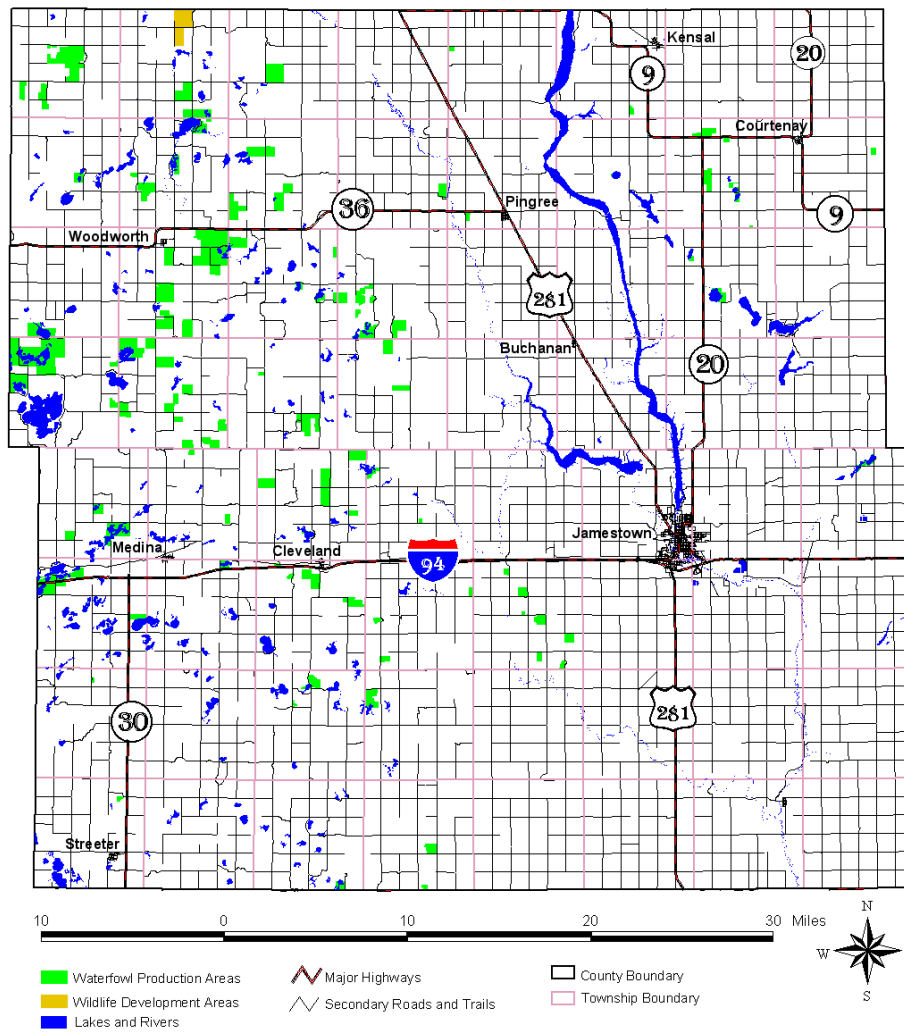 Kensal
20
9
Courtenay
Pingree
36
9
Woodworth
281
Buchanan
20
Jamestown
Medina
Cleveland
94
30
281
Streeter
10 0 10 20 30 Miles
N
W
S
Waterfowl Production Areas
Wildlife Development Areas
Lakes and Rivers
Major Highways
Secondary Roads and Trails
County Boundary
Township Boundary